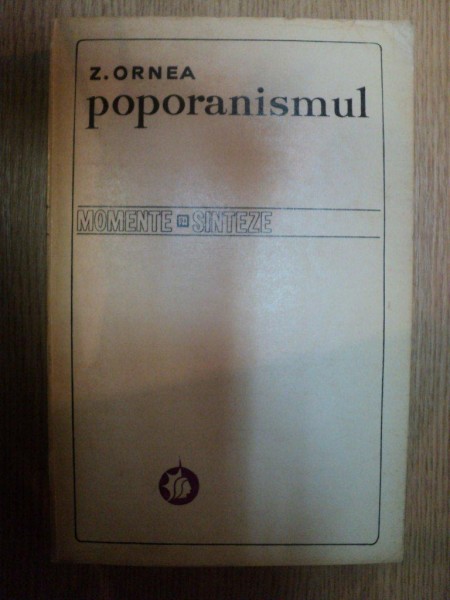 Z. ORNEA
poporanismul
MOMENTE SINTEZE